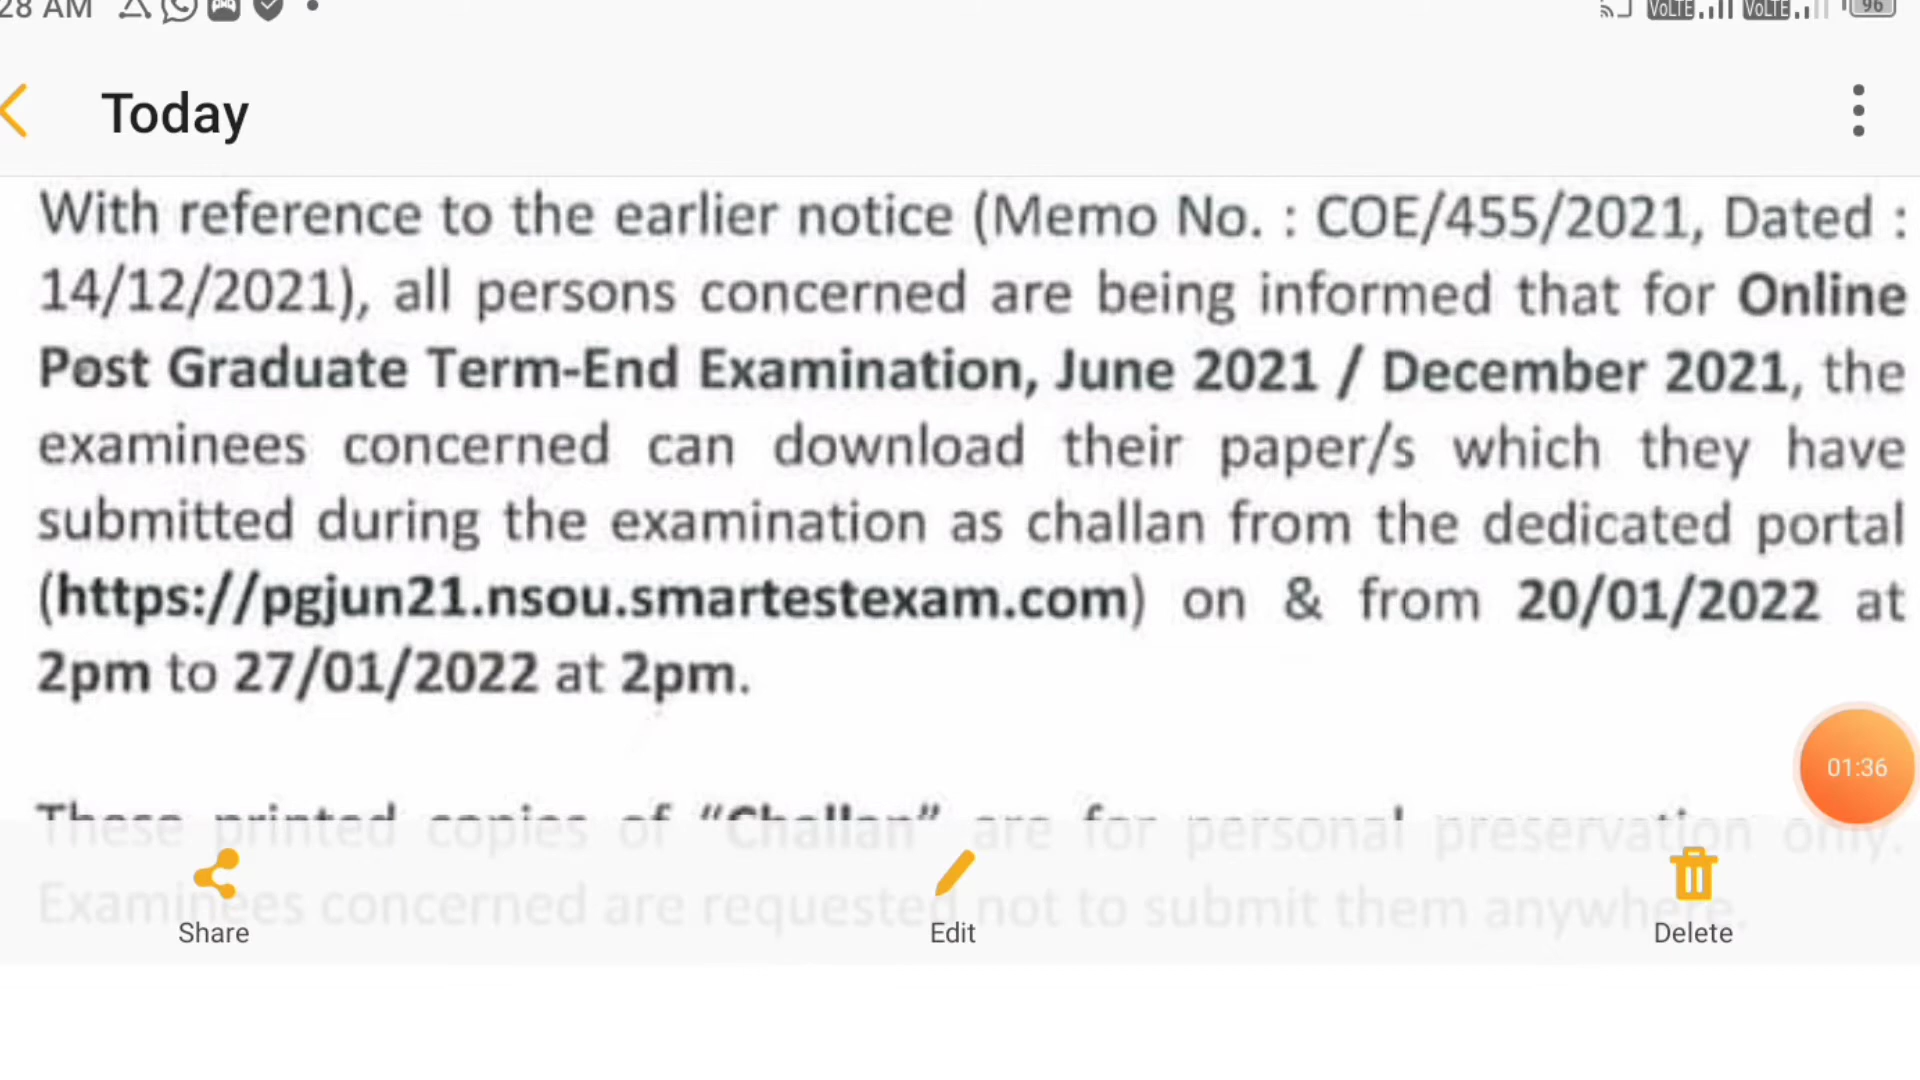 28 AM VoLTE VoLTE 96
Today
With reference to the earlier notice (Memo No. : COE/455/2021, Dated :
14/12/2021), all persons concerned are being informed that for Online
Post Graduate Term-End Examination, June 2021 / December 2021, the
examinees concerned can download their paper/s which they have
submitted during the examination as challan from the dedicated portal
(https://pgjun21.nsou.smartestexam.com) on & from 20/01/2022 at
2pm to 27/01/2022 at 2pm.
01:36
These printed copies of “Challan” are for personal preservation only.
Examinees concerned are requested not to submit them anywhere.
Share Edit Delete